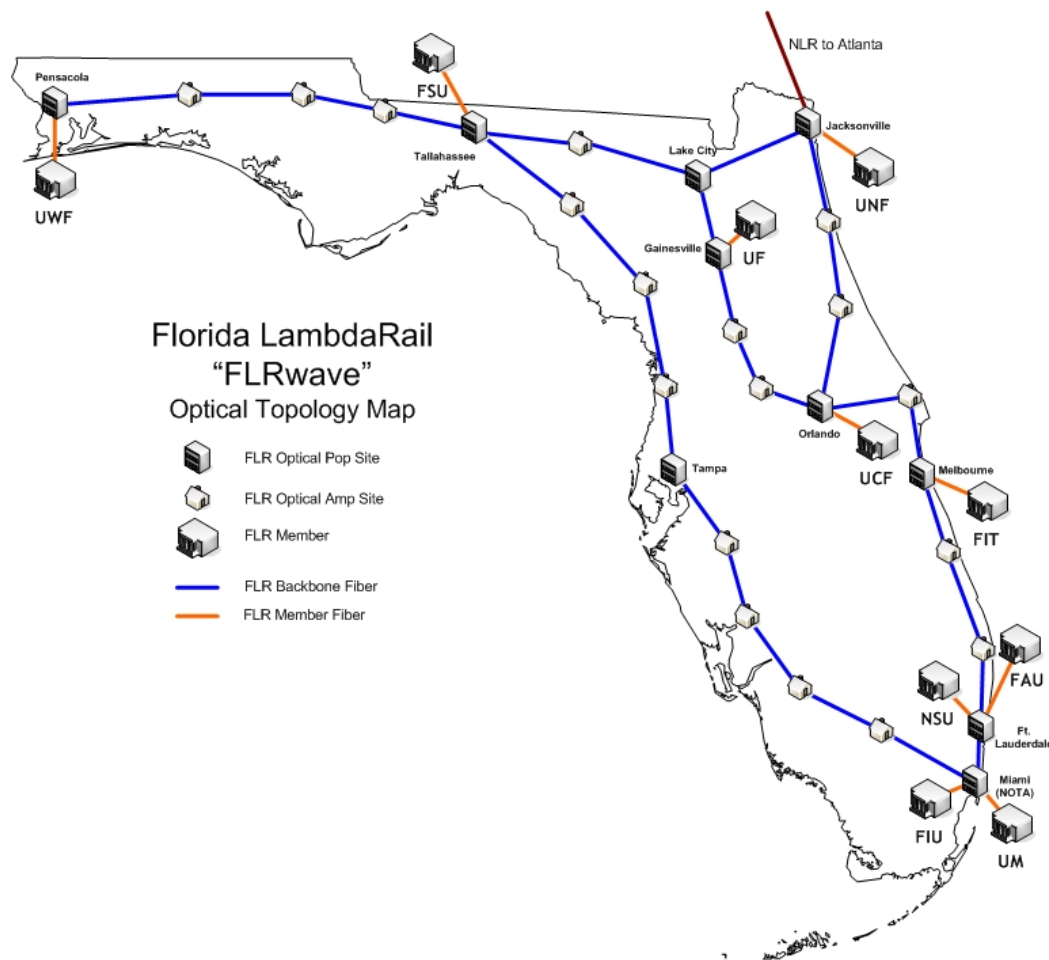 NLR to Atlanta
Pensacola
FSU
Jacksonville
Tallahassee
Lake City
UWF
UNF
Gainesville
UF
Florida LambdaRail
“FLRwave”
Optical Topology Map
FLR Optical Pop Site
FLR Optical Amp Site
FLR Member
FLR Backbone Fiber
FLR Member Fiber
Orlando
UCF
Tampa
Melbourne
FIT
FAU
NSU
Ft.
Lauderdale
Miami
(NOTA)
FIU
UM